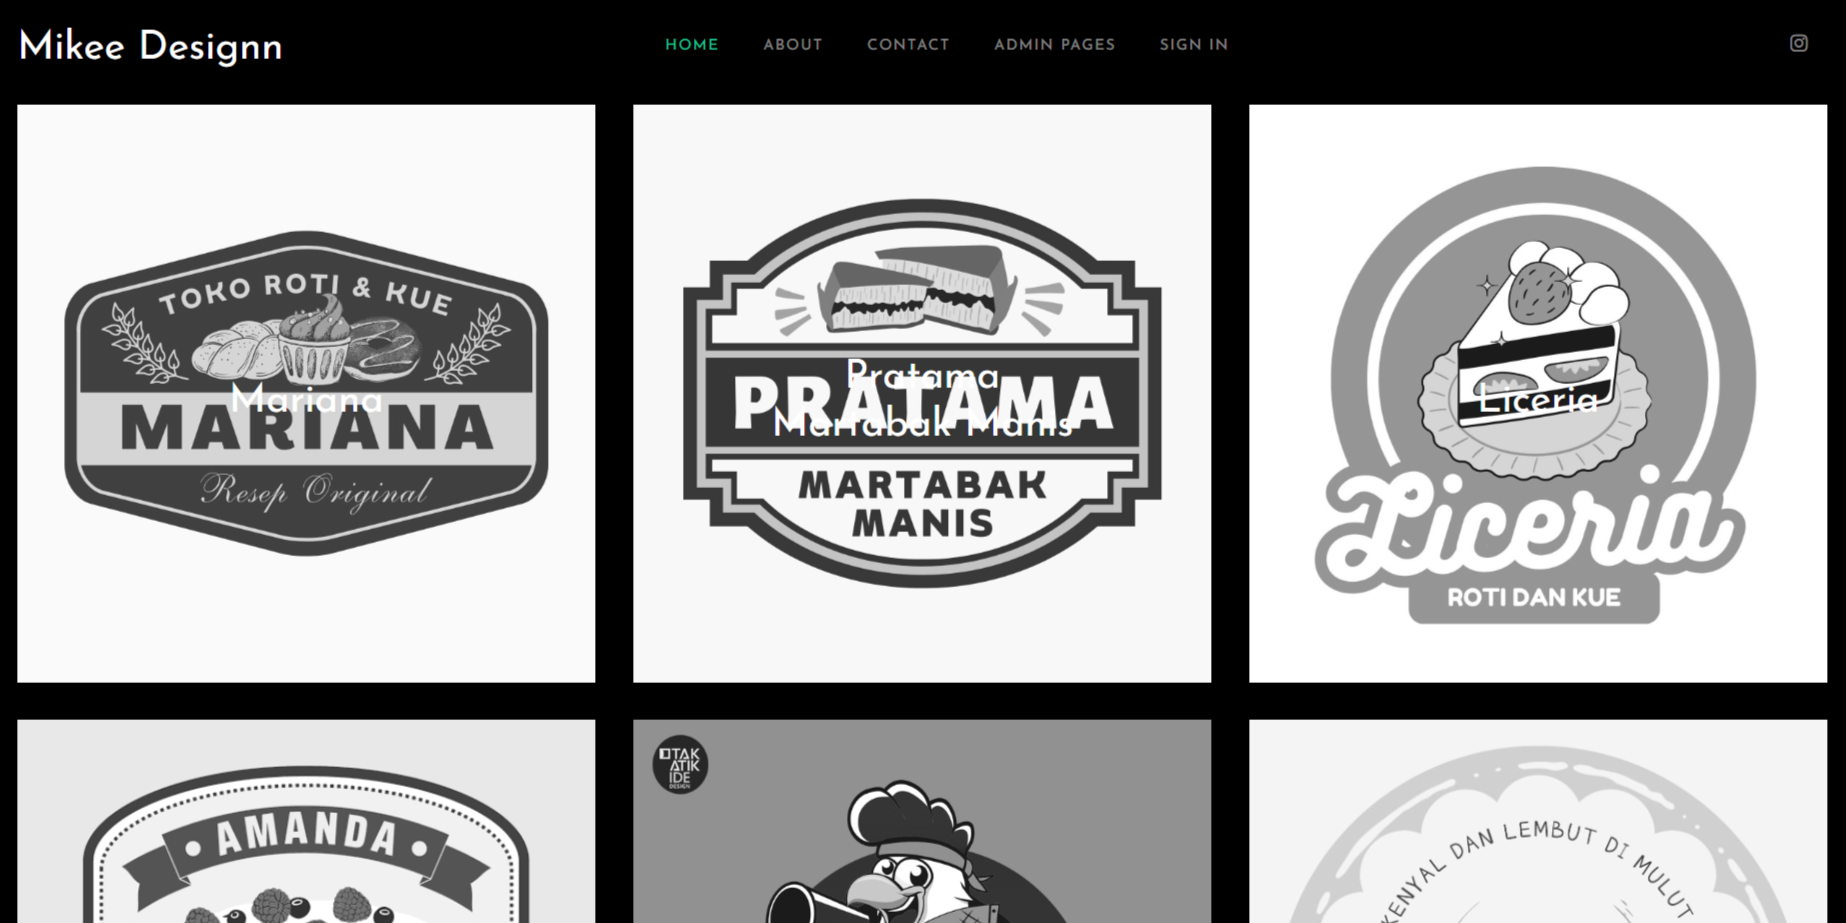 Mikee Designn
HOME
ABOUT
CONTACT
ADMIN PAGES
SIGN IN
TOKO ROTI & KUE
Mariana
MARIANA
Resep Original
Pratama
PRATAMA
Martabak Manis
MARTABAK
MANIS
Liceria
Liceria
ROTI DAN KUE
AMANDA
OTAK
ATIK
IDE
DESIGN
KENYAL DAN LEMBUT DI MULUT